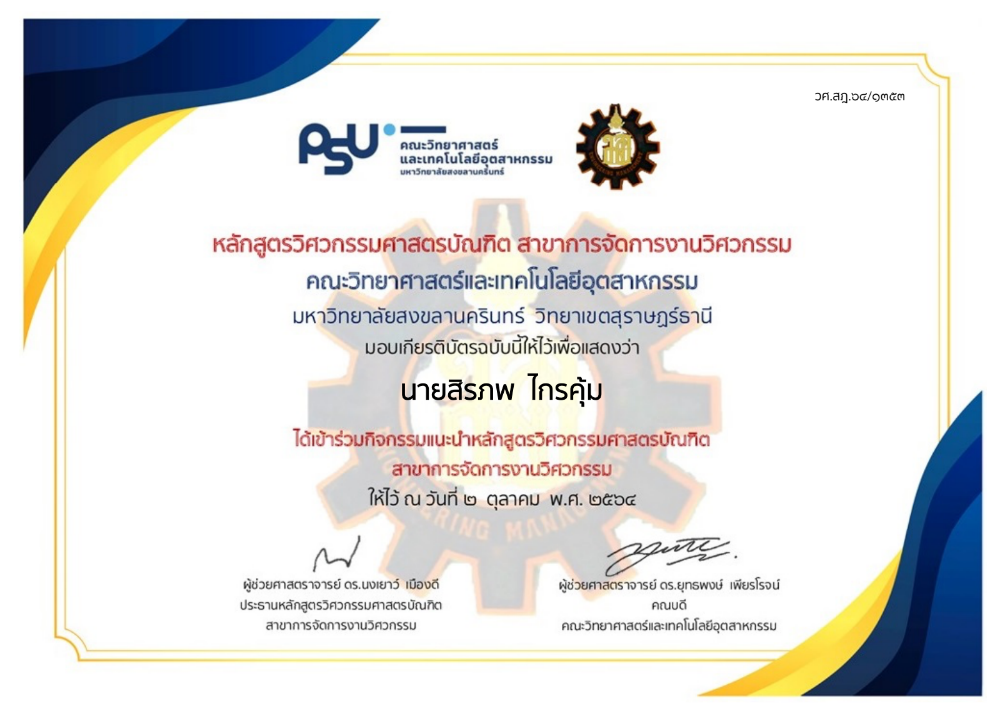 วศ.สฎ.๖๔/๑๓๕๓
PSU
คณะวิทยาศาสตร์
และเทคโนโลยีอุตสาหกรรม
มหาวิทยาลัยสงขลานครินทร์
หลักสูตรวิศวกรรมศาสตรบัณฑิต สาขาการจัดการงานวิศวกรรม
คณะวิทยาศาสตร์และเทคโนโลยีอุตสาหกรรม
มหาวิทยาลัยสงขลานครินทร์ วิทยาเขตสุราษฎร์ธานี
มอบเกียรติบัตรฉบับนี้ให้ไว้เพื่อแสดงว่า
นายสิรภพ ไกรคุ้ม
ได้เข้าร่วมกิจกรรมแนะนำหลักสูตรวิศวกรรมศาสตรบัณฑิต
สาขาการจัดการงานวิศวกรรม
ให้ไว้ ณ วันที่ ๒ ตุลาคม พ.ศ. ๒๕๖๔
ผู้ช่วยศาสตราจารย์ ดร.นงเยาว์ เมืองดี
ประธานหลักสูตรวิศวกรรมศาสตรบัณฑิต
สาขาการจัดการงานวิศวกรรม
ผู้ช่วยศาสตราจารย์ ดร.ยุทธพงษ์ เพียรโรจน์
คณบดี
คณะวิทยาศาสตร์และเทคโนโลยีอุตสาหกรรม